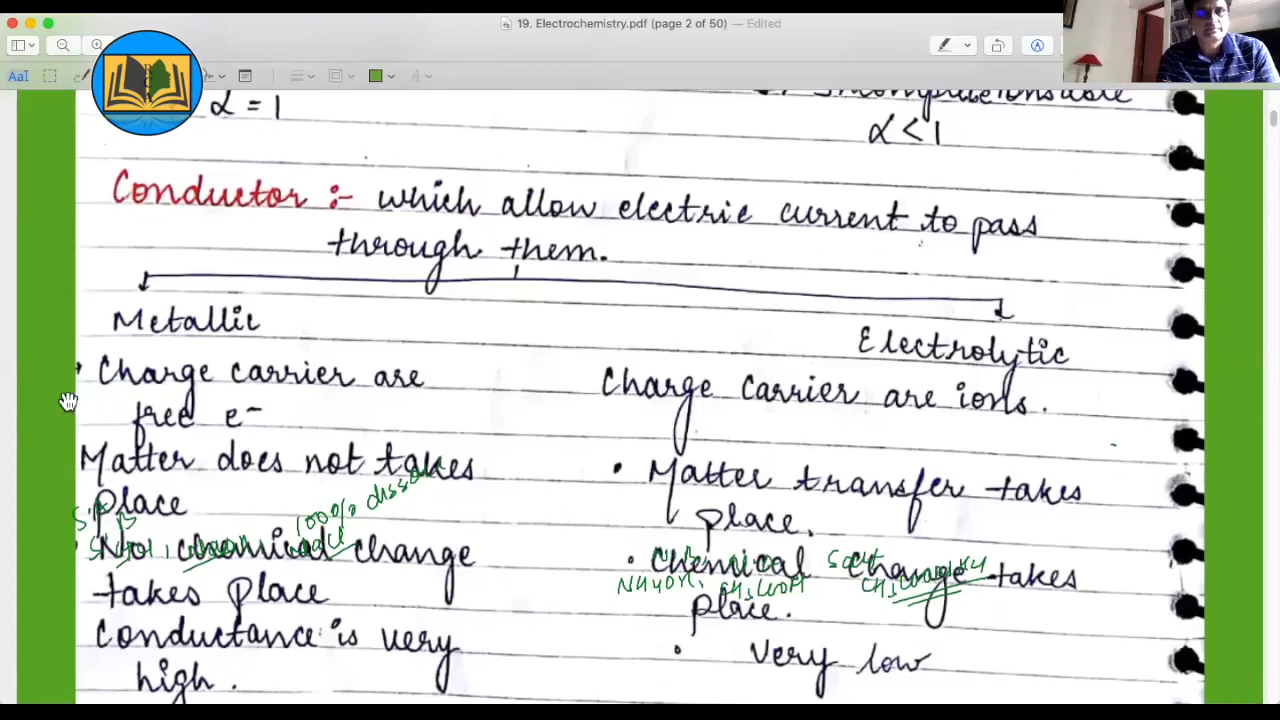 19. Electrochemistry.pdf (page 2 of 50) — Edited
AaI
α = 1
α < 1
Conductor :- which allow electric current to pass
through them.
Metallic
Electrolytic
• Charge carrier are
free e-
Charge carrier are ions.
Matter does not takes
place
• Matter transfer takes
place.
100% disso
• No chemical change
takes place
• Chemical change takes
place.
NH4OH, CH3COOH
Conductance is very
high.
• very low